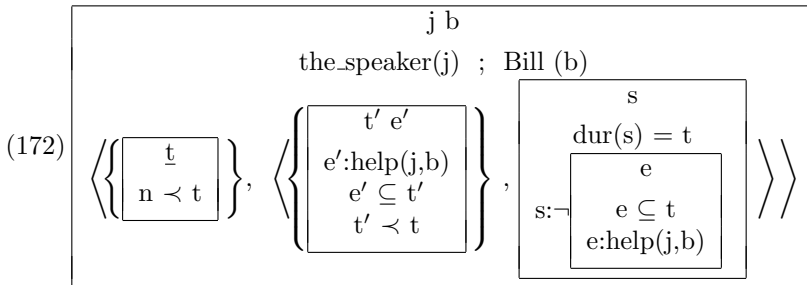 j b
the_speaker(j) ; Bill (b)
(172) ⟨{ t̲ n ≺ t }, ⟨{ t′ e′ e′:help(j,b) e′ ⊆ t′ t′ ≺ t } , s dur(s) = t s:¬ e e ⊆ t e:help(j,b) ⟩⟩